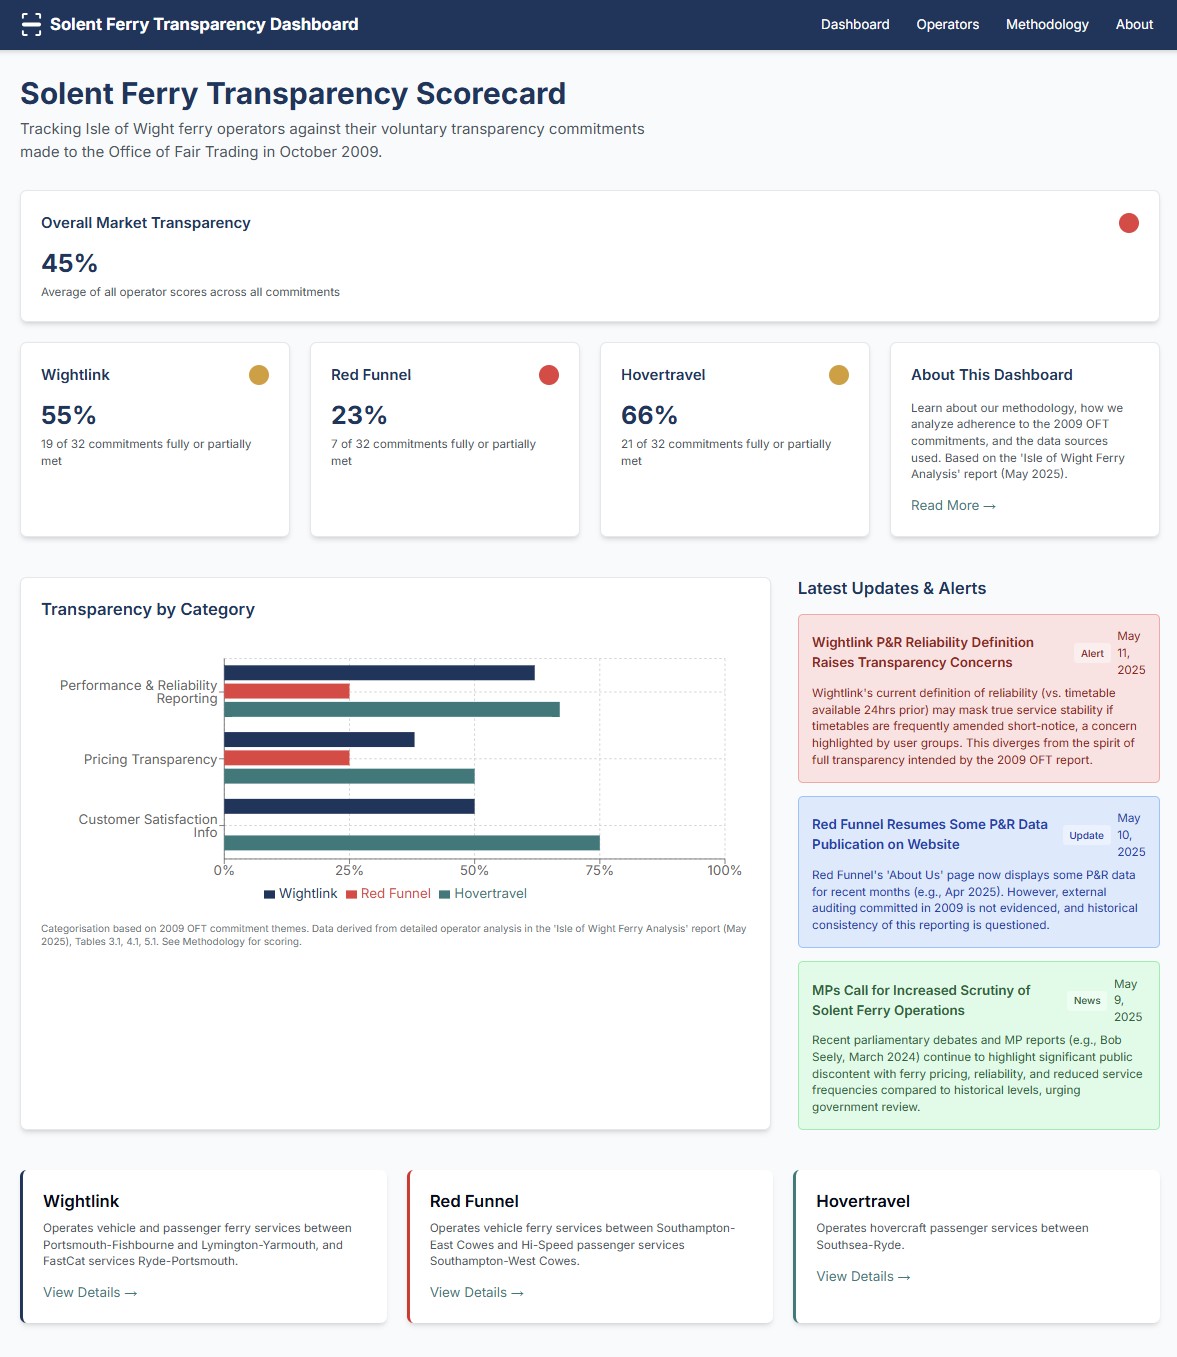 Solent Ferry Transparency Dashboard
Dashboard
Operators
Methodology
About
Solent Ferry Transparency Scorecard
Tracking Isle of Wight ferry operators against their voluntary transparency commitments
made to the Office of Fair Trading in October 2009.
Overall Market Transparency
45%
Average of all operator scores across all commitments
Wightlink
55%
19 of 32 commitments fully or partially
met
Red Funnel
23%
7 of 32 commitments fully or partially
met
Hovertravel
66%
21 of 32 commitments fully or partially
met
About This Dashboard
Learn about our methodology, how we
analyze adherence to the 2009 OFT
commitments, and the data sources
used. Based on the 'Isle of Wight Ferry
Analysis' report (May 2025).
Read More →
Transparency by Category
Performance & Reliability
Reporting
Pricing Transparency
Customer Satisfaction
Info
0%
25%
50%
75%
100%
Wightlink
Red Funnel
Hovertravel
Categorisation based on 2009 OFT commitment themes. Data derived from detailed operator analysis in the 'Isle of Wight Ferry Analysis' report (May
2025), Tables 3.1, 4.1, 5.1. See Methodology for scoring.
Latest Updates & Alerts
Wightlink P&R Reliability Definition
Raises Transparency Concerns
Alert
May
11,
2025
Wightlink's current definition of reliability (vs. timetable
available 24hrs prior) may mask true service stability if
timetables are frequently amended short-notice, a concern
highlighted by user groups. This diverges from the spirit of
full transparency intended by the 2009 OFT report.
Red Funnel Resumes Some P&R Data
Publication on Website
Update
May
10,
2025
Red Funnel's 'About Us' page now displays some P&R data
for recent months (e.g., Apr 2025). However, external
auditing committed in 2009 is not evidenced, and historical
consistency of this reporting is questioned.
MPs Call for Increased Scrutiny of
Solent Ferry Operations
News
May
9,
2025
Recent parliamentary debates and MP reports (e.g., Bob
Seely, March 2024) continue to highlight significant public
discontent with ferry pricing, reliability, and reduced service
frequencies compared to historical levels, urging
government review.
Wightlink
Operates vehicle and passenger ferry services between
Portsmouth-Fishbourne and Lymington-Yarmouth, and
FastCat services Ryde-Portsmouth.
View Details →
Red Funnel
Operates vehicle ferry services between Southampton-
East Cowes and Hi-Speed passenger services
Southampton-West Cowes.
View Details →
Hovertravel
Operates hovercraft passenger services between
Southsea-Ryde.
View Details →